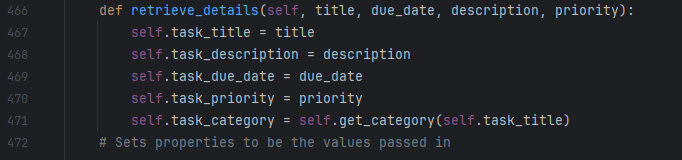 466 def retrieve_details(self, title, due_date, description, priority):
467 self.task_title = title
468 self.task_description = description
469 self.task_due_date = due_date
470 self.task_priority = priority
471 self.task_category = self.get_category(self.task_title)
472 # Sets properties to be the values passed in